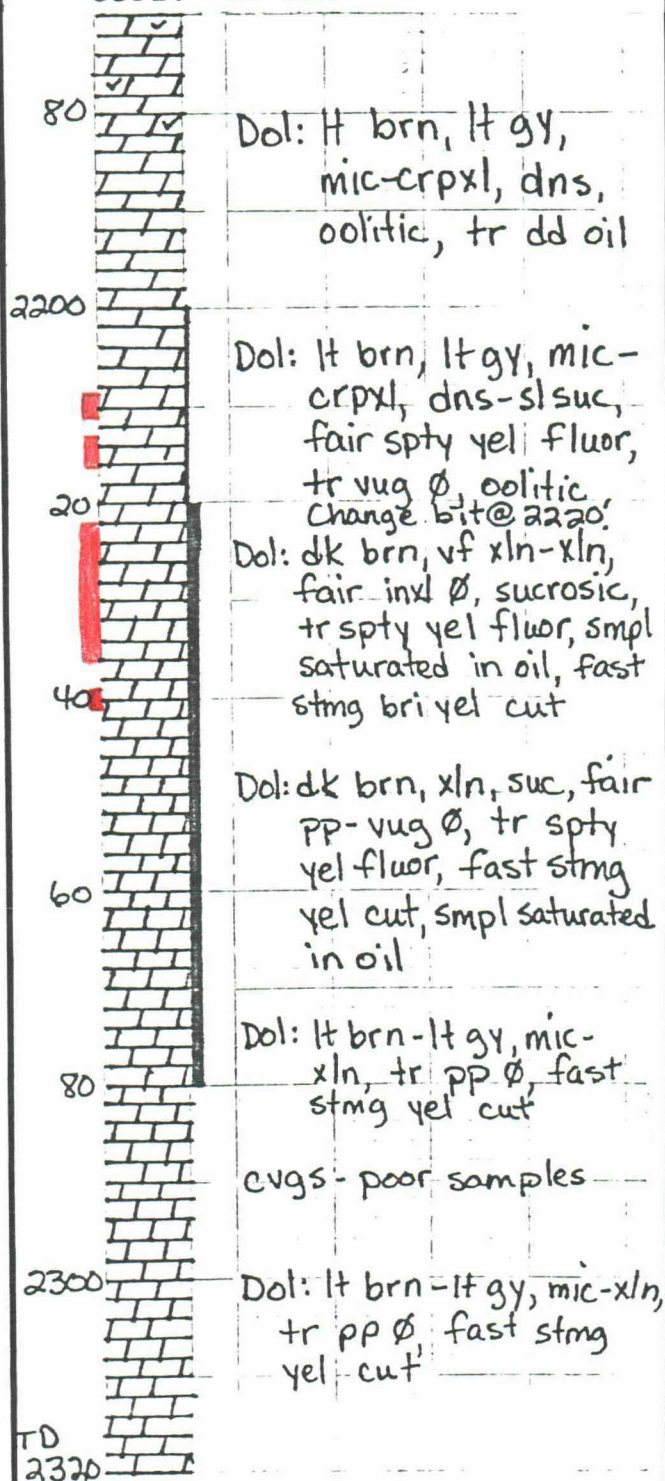 80
Dol: lt brn, lt gy,
mic-crpxl, dns,
oolitic, tr dd oil
2200
Dol: lt brn, lt gy, mic-
crpxl, dns-sl suc,
fair spty yel fluor,
tr vug Ø, oolitic
20
Change bit @ 2220'
Dol: dk brn, vf xln-xln,
fair inxl Ø, sucrosic,
tr spty yel fluor, smpl
saturated in oil, fast
40
stmg bri yel cut
Dol: dk brn, xln, suc, fair
pp-vug Ø, tr spty
yel fluor, fast stmg
60
yel cut, smpl saturated
in oil
Dol: lt brn-lt gy, mic-
xln, tr pp Ø, fast
80
stmg yel cut
cvgs - poor samples
2300
Dol: lt brn-lt gy, mic-xln,
tr pp Ø, fast stmg
yel cut
TD
2320